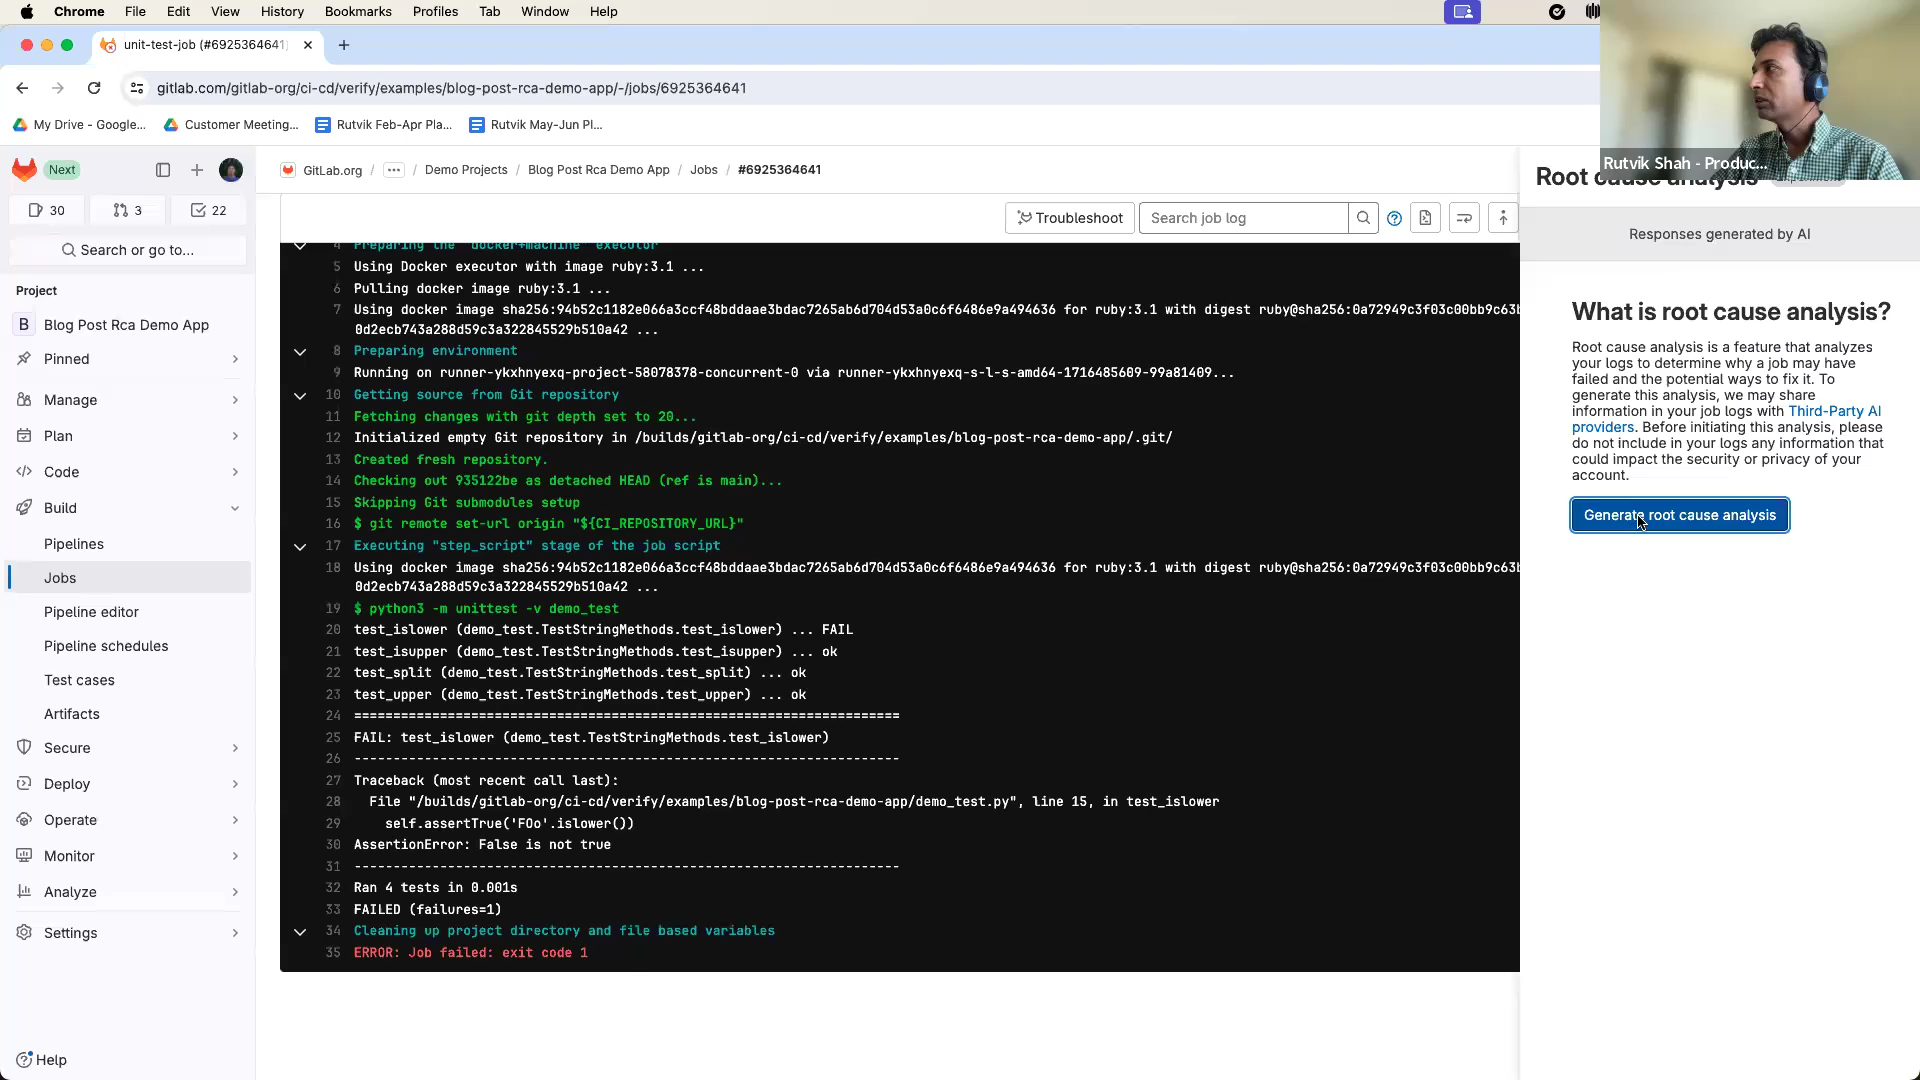 Chrome File Edit View History Bookmarks Profiles Tab Window Help
unit-test-job (#6925364641)
gitlab.com/gitlab-org/ci-cd/verify/examples/blog-post-rca-demo-app/-/jobs/6925364641
My Drive - Google... Customer Meeting... Rutvik Feb-Apr Pla... Rutvik May-Jun Pl...
Rutvik Shah - Produc...
Next
30 3 22
Search or go to...
Project
B Blog Post Rca Demo App
Pinned
Manage
Plan
Code
Build
Pipelines
Jobs
Pipeline editor
Pipeline schedules
Test cases
Artifacts
Secure
Deploy
Operate
Monitor
Analyze
Settings
Help
GitLab.org / ... / Demo Projects / Blog Post Rca Demo App / Jobs / #6925364641
Troubleshoot Search job log
4 Preparing the "docker+machine" executor
5 Using Docker executor with image ruby:3.1 ...
6 Pulling docker image ruby:3.1 ...
7 Using docker image sha256:94b52c1182e066a3ccf48bddaae3bdac7265ab6d704d53a0c6f6486e9a494636 for ruby:3.1 with digest ruby@sha256:0a72949c3f03c00bb9c63b
0d2ecb743a288d59c3a322845529b510a42 ...
8 Preparing environment
9 Running on runner-ykxhnyexq-project-58078378-concurrent-0 via runner-ykxhnyexq-s-l-s-amd64-1716485609-99a81409...
10 Getting source from Git repository
11 Fetching changes with git depth set to 20...
12 Initialized empty Git repository in /builds/gitlab-org/ci-cd/verify/examples/blog-post-rca-demo-app/.git/
13 Created fresh repository.
14 Checking out 935122be as detached HEAD (ref is main)...
15 Skipping Git submodules setup
16 $ git remote set-url origin "${CI_REPOSITORY_URL}"
17 Executing "step_script" stage of the job script
18 Using docker image sha256:94b52c1182e066a3ccf48bddaae3bdac7265ab6d704d53a0c6f6486e9a494636 for ruby:3.1 with digest ruby@sha256:0a72949c3f03c00bb9c63b
0d2ecb743a288d59c3a322845529b510a42 ...
19 $ python3 -m unittest -v demo_test
20 test_islower (demo_test.TestStringMethods.test_islower) ... FAIL
21 test_isupper (demo_test.TestStringMethods.test_isupper) ... ok
22 test_split (demo_test.TestStringMethods.test_split) ... ok
23 test_upper (demo_test.TestStringMethods.test_upper) ... ok
24 ======================================================================
25 FAIL: test_islower (demo_test.TestStringMethods.test_islower)
26 ----------------------------------------------------------------------
27 Traceback (most recent call last):
28 File "/builds/gitlab-org/ci-cd/verify/examples/blog-post-rca-demo-app/demo_test.py", line 15, in test_islower
29 self.assertTrue('FOo'.islower())
30 AssertionError: False is not true
31 ----------------------------------------------------------------------
32 Ran 4 tests in 0.001s
33 FAILED (failures=1)
34 Cleaning up project directory and file based variables
35 ERROR: Job failed: exit code 1
Root cause analysis
Responses generated by AI
What is root cause analysis?
Root cause analysis is a feature that analyzes
your logs to determine why a job may have
failed and the potential ways to fix it. To
generate this analysis, we may share
information in your job logs with Third-Party AI
providers. Before initiating this analysis, please
do not include in your logs any information that
could impact the security or privacy of your
account.
Generate root cause analysis